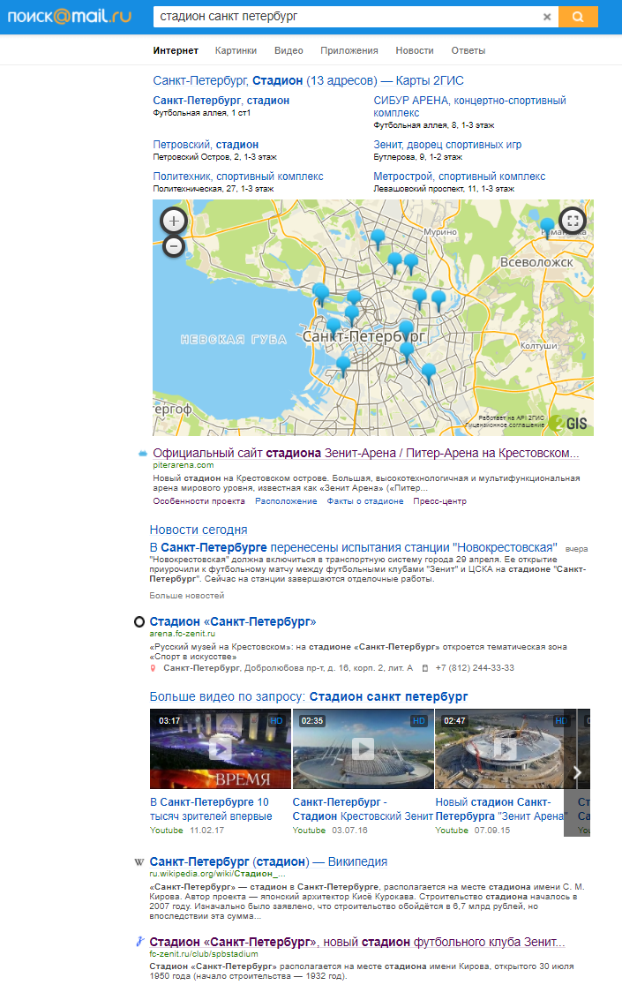 поиск@mail.ru
стадион санкт петербург
Интернет Картинки Видео Приложения Новости Ответы
Санкт-Петербург, Стадион (13 адресов) — Карты 2ГИС
Санкт-Петербург, стадион
Футбольная аллея, 1 ст1
СИБУР АРЕНА, концертно-спортивный
комплекс
Футбольная аллея, 8, 1-3 этаж
Петровский, стадион
Петровский Остров, 2, 1-3 этаж
Зенит, дворец спортивных игр
Бутлерова, 9, 1-2 этаж
Политехник, спортивный комплекс
Политехническая, 27, 1-3 этаж
Метрострой, спортивный комплекс
Левашовский проспект, 11, 1-3 этаж
Мурино
Всеволожск
НЕВСКАЯ ГУБА
Санкт-Петербург
Колтуши
тергоф
Работает на API 2ГИС
Лицензионное соглашение
2GIS
Официальный сайт стадиона Зенит-Арена / Питер-Арена на Крестовском...
piterarena.com
Новый стадион на Крестовском острове. Большая, высокотехнологичная и мультифункциональная
арена мирового уровня, известная как «Зенит Арена» («Питер...
Особенности проекта Расположение Факты о стадионе Пресс-центр
Новости сегодня
В Санкт-Петербурге перенесены испытания станции "Новокрестовская" вчера
"Новокрестовская" должна включиться в транспортную систему города 29 апреля. Ее открытие
приурочили к футбольному матчу между футбольными клубами "Зенит" и ЦСКА на стадионе "Санкт-
Петербург". Сейчас на станции завершаются отделочные работы.
Больше новостей
Стадион «Санкт-Петербург»
arena.fc-zenit.ru
«Русский музей на Крестовском»: на стадионе «Санкт-Петербург» откроется тематическая зона
«Спорт в искусстве»
Санкт-Петербург, Добролюбова пр-т, д. 16, корп. 2, лит. А +7 (812) 244-33-33
Больше видео по запросу: Стадион санкт петербург
03:17 HD 02:35 HD 02:47 HD
ВРЕМЯ
В Санкт-Петербурге 10
тысяч зрителей впервые
Youtube 11.02.17
Санкт-Петербург -
Стадион Крестовский Зенит
Youtube 03.07.16
Новый стадион Санкт-
Петербурга "Зенит Арена"
Youtube 07.09.15
Санкт-Петербург (стадион) — Википедия
ru.wikipedia.org/wiki/Стадион_...
«Санкт-Петербург» — стадион в Санкт-Петербурге, располагается на месте стадиона имени С. М.
Кирова. Автор проекта — японский архитектор Кисё Курокава. Строительство стадиона началось в
2007 году. Изначально было заявлено, что строительство обойдётся в 6,7 млрд рублей, но
впоследствии эта сумма...
Стадион «Санкт-Петербург», новый стадион футбольного клуба Зенит...
fc-zenit.ru/club/spbstadium
Стадион «Санкт-Петербург» располагается на месте стадиона имени Кирова, открытого 30 июля
1950 года (начало строительства — 1932 год).